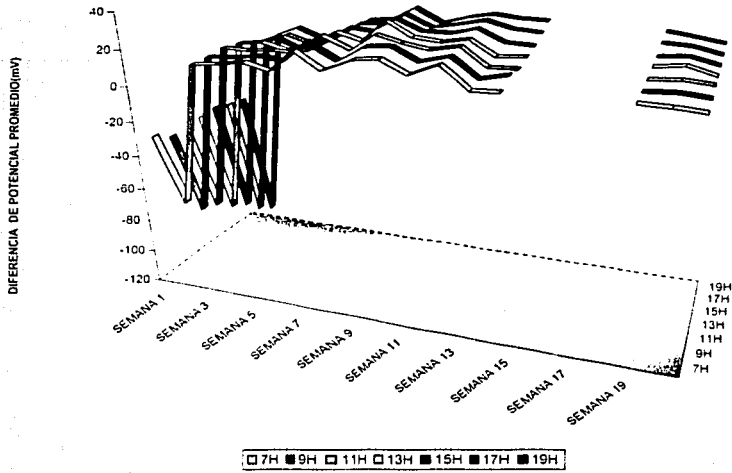 DIFERENCIA DE POTENCIAL PROMEDIO(mV)
40
20
0
-20
-40
-60
-80
-100
-120
SEMANA 1
SEMANA 3
SEMANA 5
SEMANA 7
SEMANA 9
SEMANA 11
SEMANA 13
SEMANA 15
SEMANA 17
SEMANA 19
19H
17H
15H
13H
11H
9H
7H
7H 9H 11H 13H 15H 17H 19H